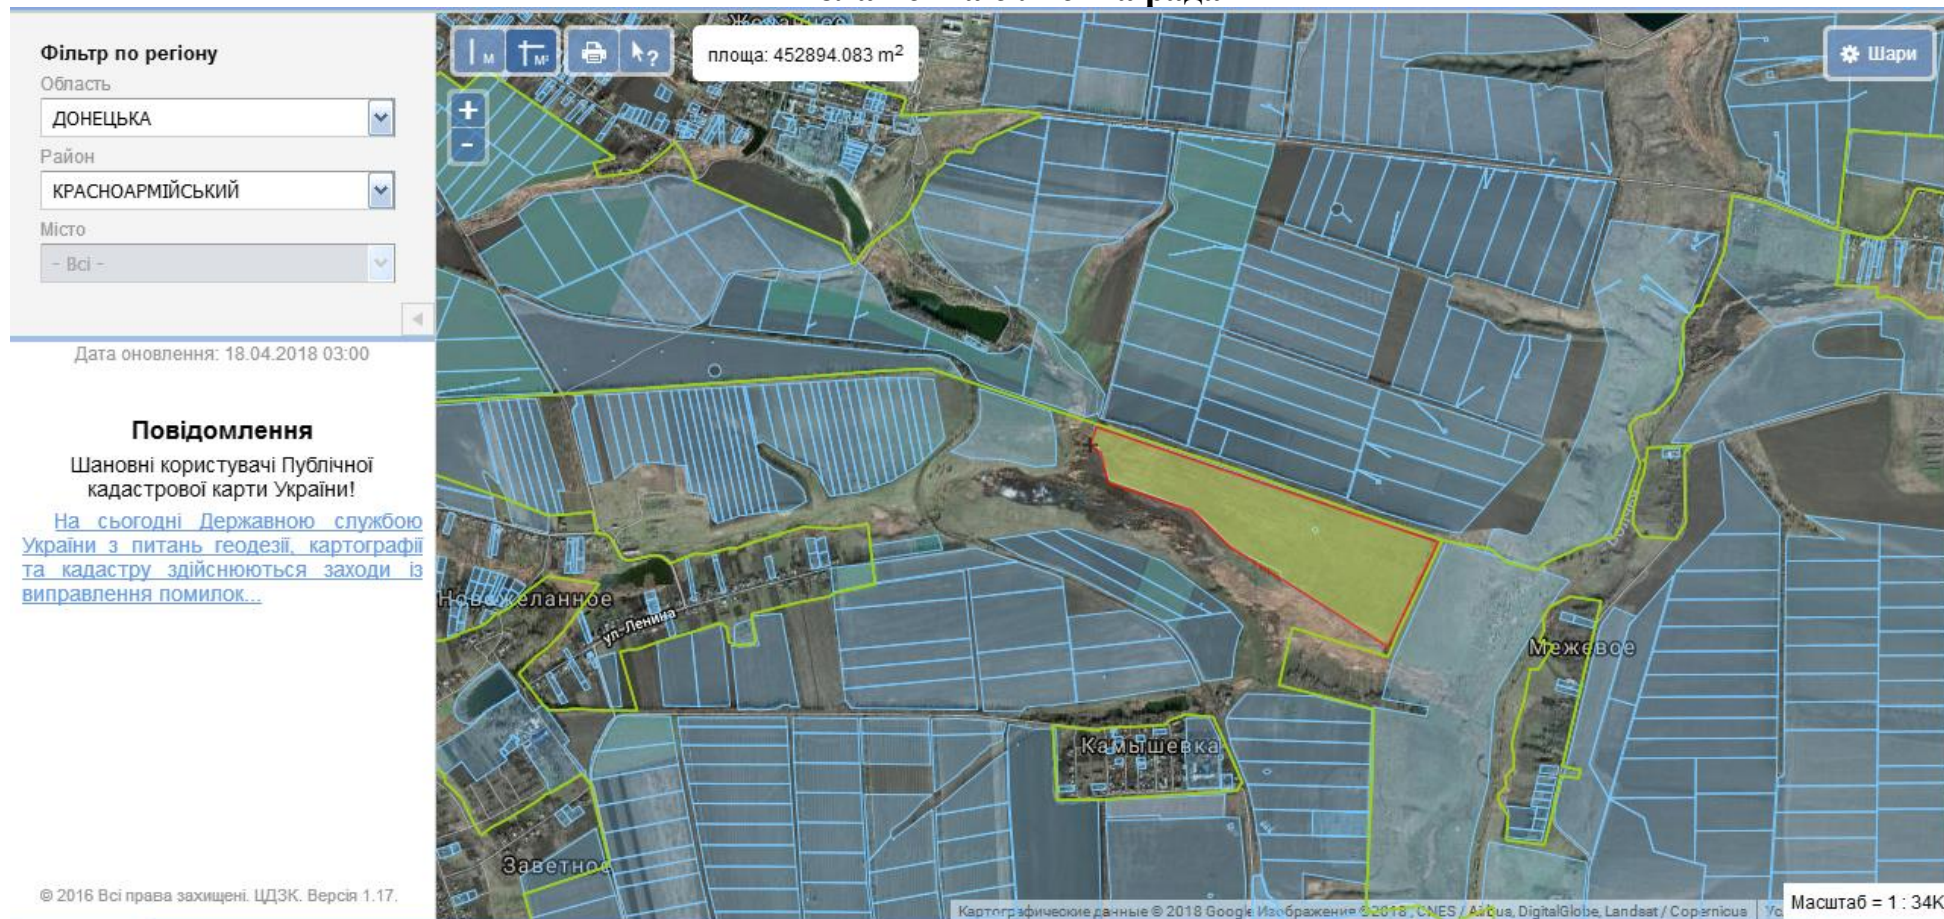 Фільтр по регіону
Область
ДОНЕЦЬКА
Район
КРАСНОАРМІЙСЬКИЙ
Місто
- Всі -
Дата оновлення: 18.04.2018 03:00
Повідомлення
Шановні користувачі Публічної
кадастрової карти України!
На сьогодні Державною службою
України з питань геодезії, картографії
та кадастру здійснюються заходи із
виправлення помилок...
© 2016 Всі права захищені. ЦДЗК. Версія 1.17.
М
М²
?
площа: 452894.083 m²
Шари
+
-
Желанное
Новожеланное
ул. Ленина
Межевое
Камышевка
Заветное
Картографические данные © 2018 Google Изображения ©2018 , CNES / Airbus, DigitalGlobe, Landsat / Copernicus
Масштаб = 1 : 34K